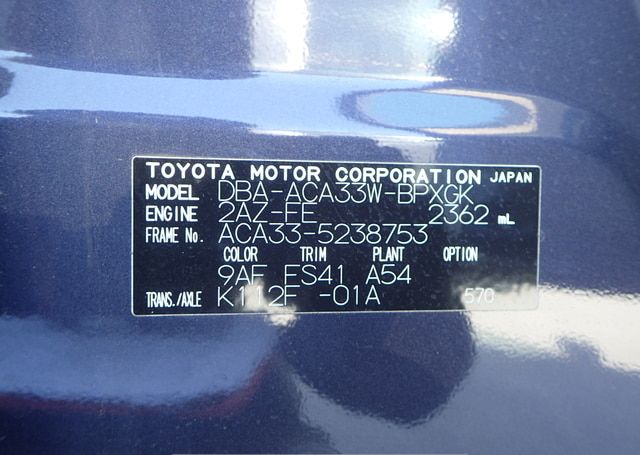 TOYOTA MOTOR CORPORATION JAPAN
MODEL DBA-ACA33W-BPXGK
ENGINE 2AZ-FE 2362 mL
FRAME No. ACA33-5238753
COLOR TRIM PLANT OPTION
9AF FS41 A54
TRANS./AXLE K112F -01A 570